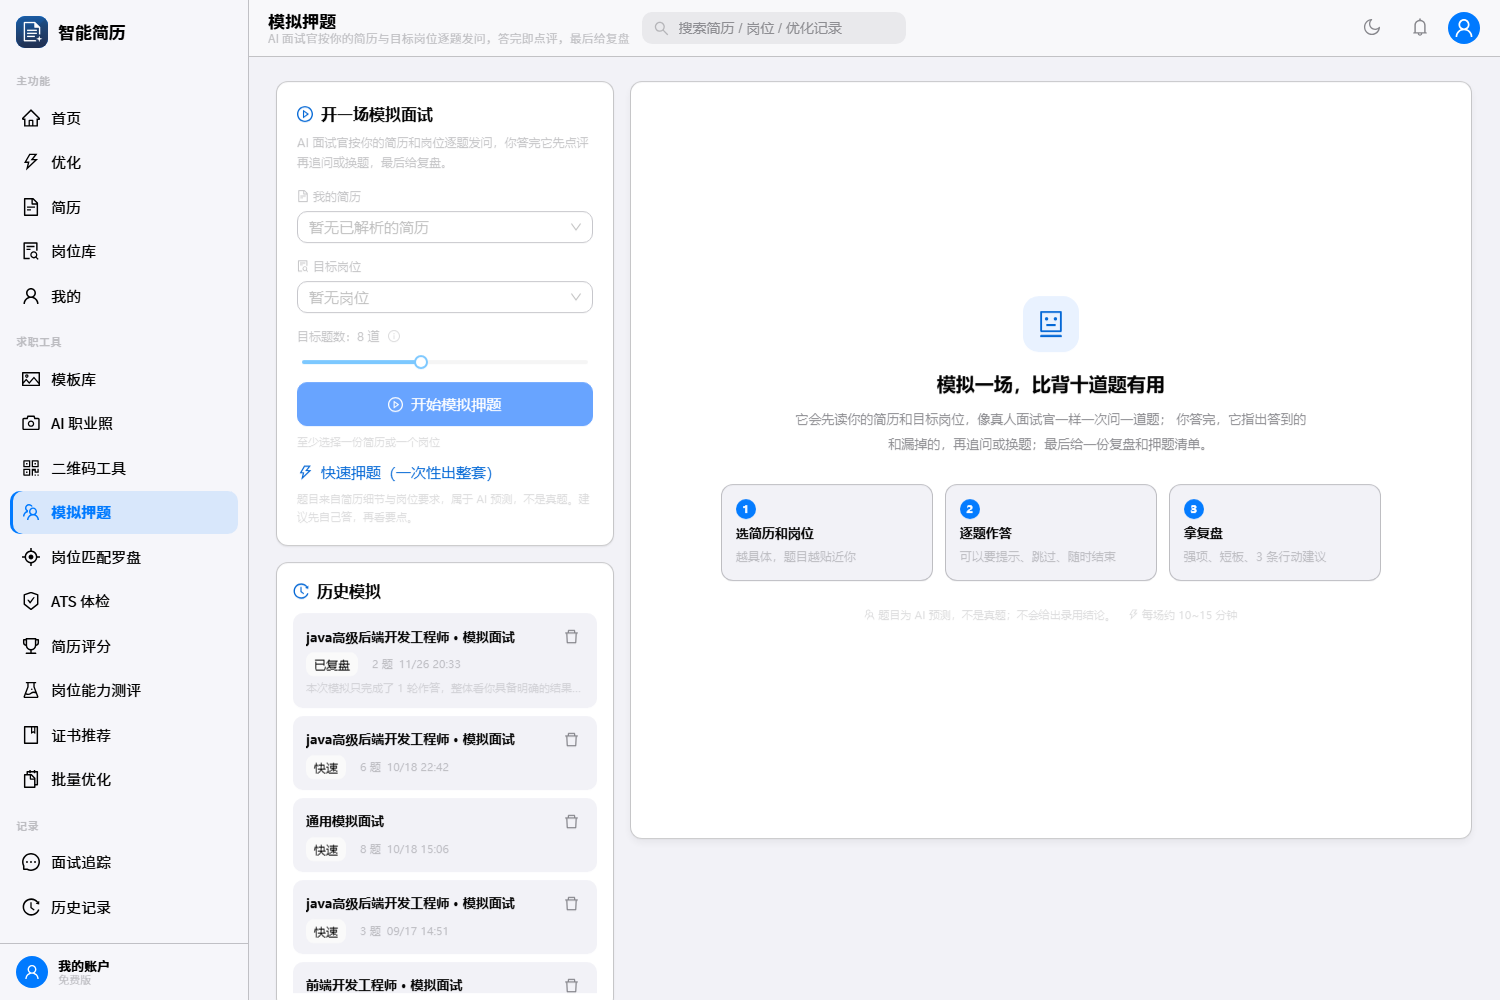 智能简历
主功能
首页
优化
简历
岗位库
我的
求职工具
模板库
AI 职业照
二维码工具
模拟押题
岗位匹配罗盘
ATS 体检
简历评分
岗位能力测评
证书推荐
批量优化
记录
面试追踪
历史记录
我的账户
免费版
模拟押题
AI 面试官按你的简历与目标岗位逐题发问，答完即点评，最后给复盘
搜索简历 / 岗位 / 优化记录
开一场模拟面试
AI 面试官按你的简历和岗位逐题发问，你答完它先点评
再追问或换题，最后给复盘。
我的简历
暂无已解析的简历
目标岗位
暂无岗位
目标题数：8 道
开始模拟押题
至少选择一份简历或一个岗位
快速押题（一次性出整套）
题目来自简历细节与岗位要求，属于 AI 预测，不是真题。建
议先自己答，再看要点。
历史模拟
java高级后端开发工程师 • 模拟面试
已复盘 2 题 11/26 20:33
本次模拟只完成了 1 轮作答，整体看你具备明确的结果...
java高级后端开发工程师 • 模拟面试
快速 6 题 10/18 22:42
通用模拟面试
快速 8 题 10/18 15:06
java高级后端开发工程师 • 模拟面试
快速 3 题 09/17 14:51
前端开发工程师 • 模拟面试
模拟一场，比背十道题有用
它会先读你的简历和目标岗位，像真人面试官一样一次问一道题； 你答完，它指出答到的
和漏掉的，再追问或换题；最后给一份复盘和押题清单。
1
选简历和岗位
越具体，题目越贴近你
2
逐题作答
可以要提示、跳过、随时结束
3
拿复盘
强项、短板、3 条行动建议
题目为 AI 预测，不是真题；不会给出录用结论。 每场约 10~15 分钟